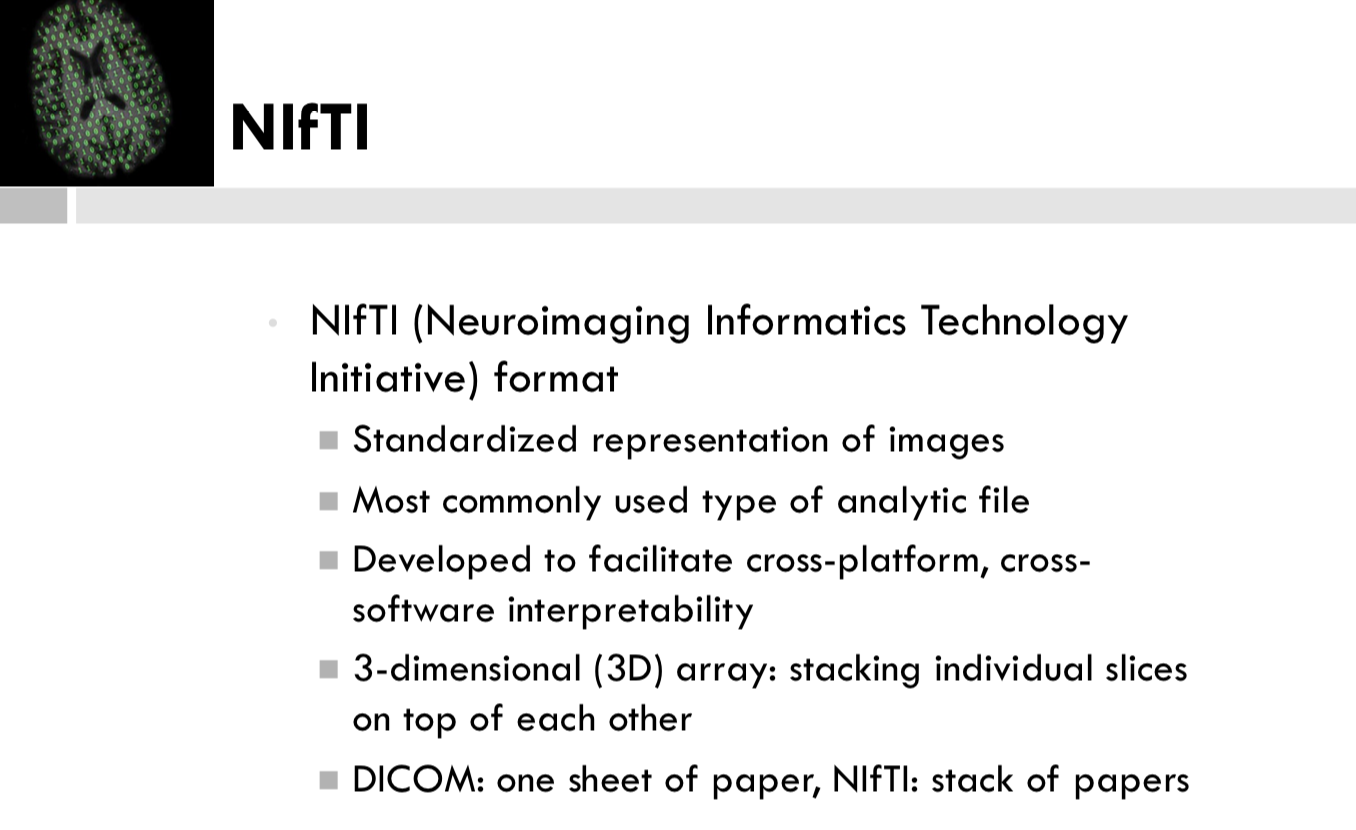 NIfTI
NIfTI (Neuroimaging Informatics Technology
Initiative) format
Standardized representation of images
Most commonly used type of analytic file
Developed to facilitate cross-platform, cross-
software interpretability
3-dimensional (3D) array: stacking individual slices
on top of each other
DICOM: one sheet of paper, NIfTI: stack of papers